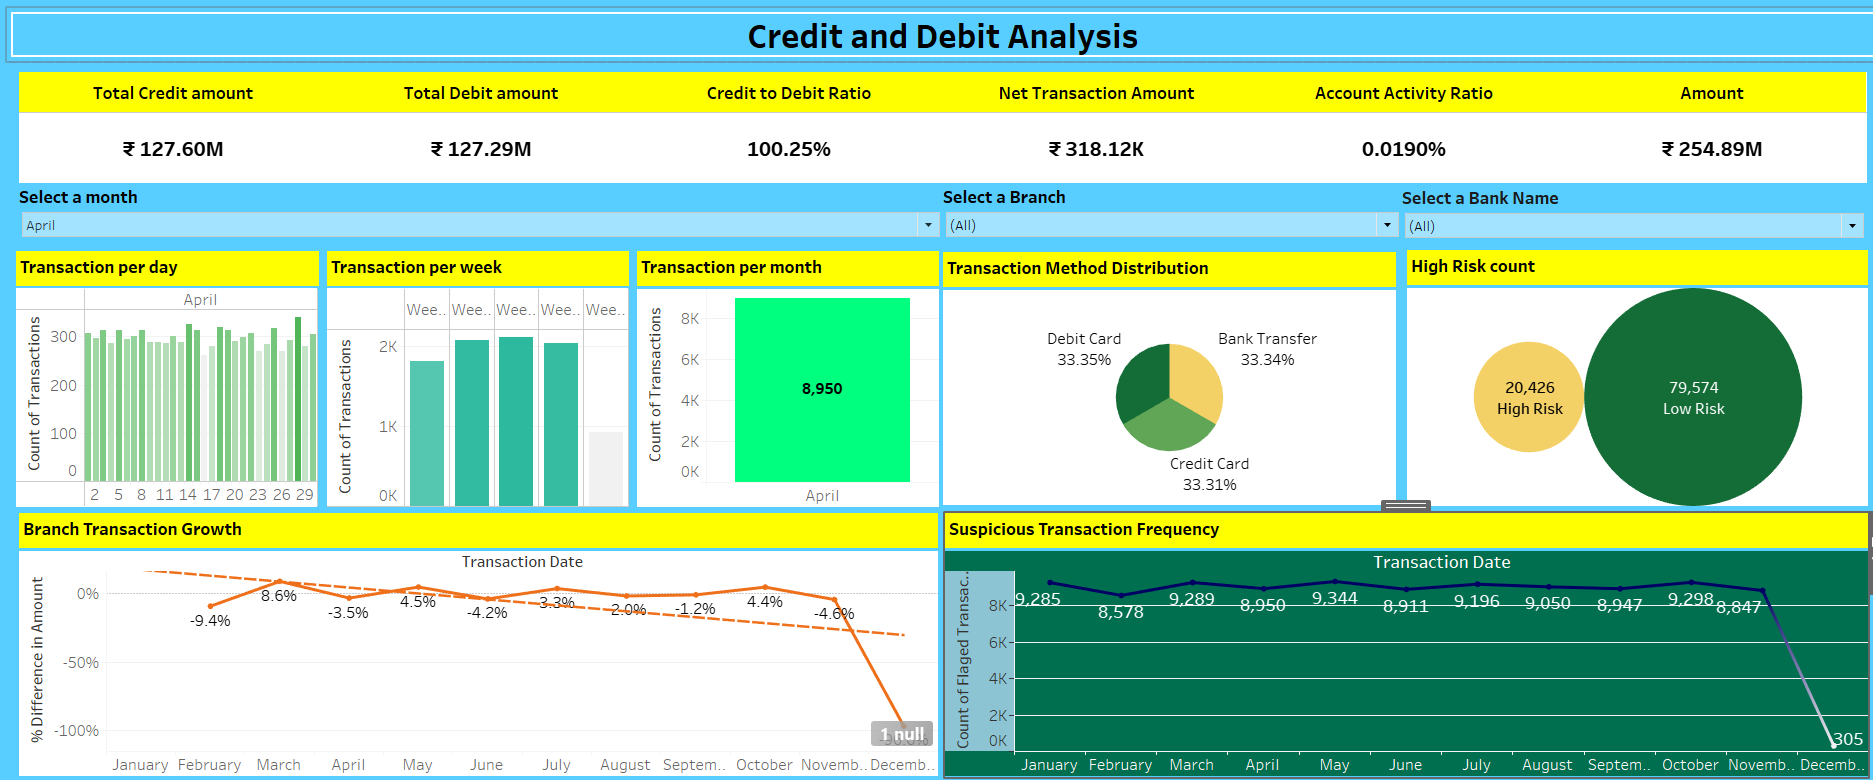 Credit and Debit Analysis
Total Credit amount
Total Debit amount
Credit to Debit Ratio
Net Transaction Amount
Account Activity Ratio
Amount
₹ 127.60M
₹ 127.29M
100.25%
₹ 318.12K
0.0190%
₹ 254.89M
Select a month
April
Select a Branch
(All)
Select a Bank Name
(All)
Transaction per day
April
Count of Transactions
300
200
100
0
2 5 8 11 14 17 20 23 26 29
Transaction per week
Wee.. Wee.. Wee.. Wee.. Wee..
Count of Transactions
2K
1K
0K
Transaction per month
Count of Transactions
8K
6K
4K
2K
0K
8,950
April
Transaction Method Distribution
Debit Card
33.35%
Bank Transfer
33.34%
Credit Card
33.31%
High Risk count
20,426
High Risk
79,574
Low Risk
Branch Transaction Growth
Transaction Date
% Difference in Amount
0%
-50%
-100%
-9.4%
8.6%
-3.5%
4.5%
-4.2%
3.3%
-2.0%
-1.2%
4.4%
-4.6%
1 null
January February March April May June July August Septem.. October Novemb.. Decemb..
Suspicious Transaction Frequency
Transaction Date
Count of Flaged Transac..
8K
6K
4K
2K
0K
9,285
8,578
9,289
8,950
9,344
8,911
9,196
9,050
8,947
9,298
8,847
305
January February March April May June July August Septem.. October Novemb.. Decemb..